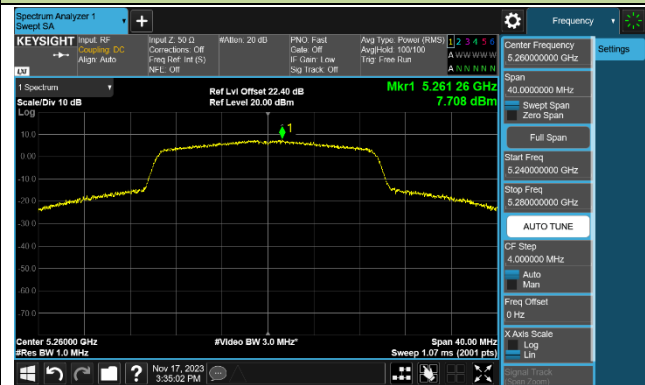 Spectrum Analyzer 1
Swept SA
+
Frequency
KEYSIGHT
Input: RF
Coupling: DC
Align: Auto
Input Z: 50 Ω
Corrections: Off
Freq Ref: Int (S)
NFE: Off
#Atten: 20 dB
PNO: Fast
Gate: Off
IF Gain: Low
Sig Track: Off
Avg Type: Power (RMS)
Avg|Hold: 100/100
Trig: Free Run
1 2 3 4 5 6
A W W W W W
A N N N N N
LXI
1 Spectrum
Scale/Div 10 dB
Log
Ref Lvl Offset 22.40 dB
Ref Level 20.00 dBm
Mkr1 5.261 26 GHz
7.708 dBm
1
10.0
0.00
-10.0
-20.0
-30.0
-40.0
-50.0
-60.0
-70.0
Center 5.26000 GHz
#Res BW 1.0 MHz
#Video BW 3.0 MHz*
Span 40.00 MHz
Sweep 1.07 ms (2001 pts)
Nov 17, 2023
3:35:02 PM
?
Center Frequency
5.260000000 GHz
Settings
Span
40.0000000 MHz
Swept Span
Zero Span
Full Span
Start Freq
5.240000000 GHz
Stop Freq
5.280000000 GHz
AUTO TUNE
CF Step
4.000000 MHz
Auto
Man
Freq Offset
0 Hz
X Axis Scale
Log
Lin
Signal Track
(Span Zoom)